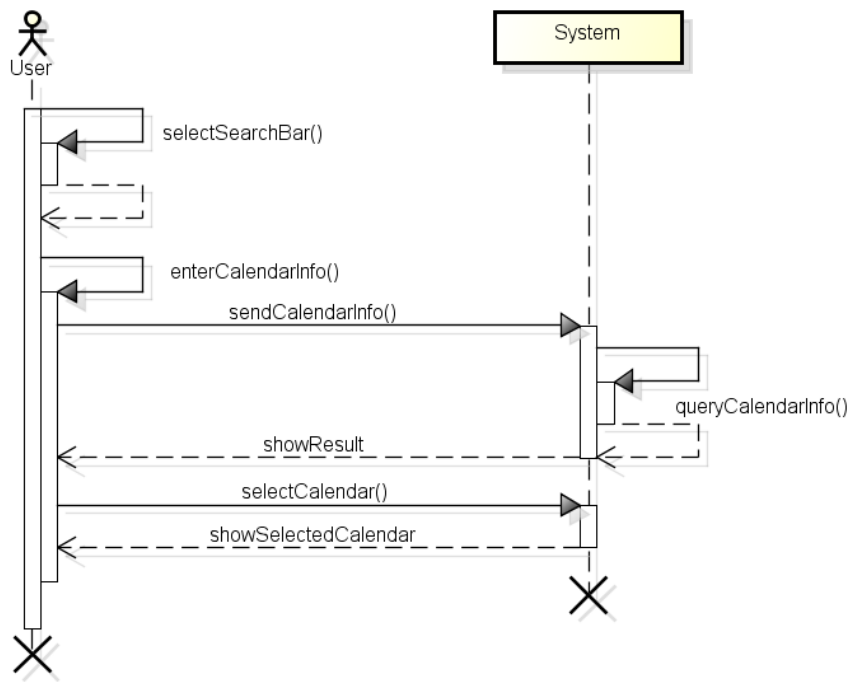 System
User
selectSearchBar()
enterCalendarInfo()
sendCalendarInfo()
queryCalendarInfo()
showResult
selectCalendar()
showSelectedCalendar